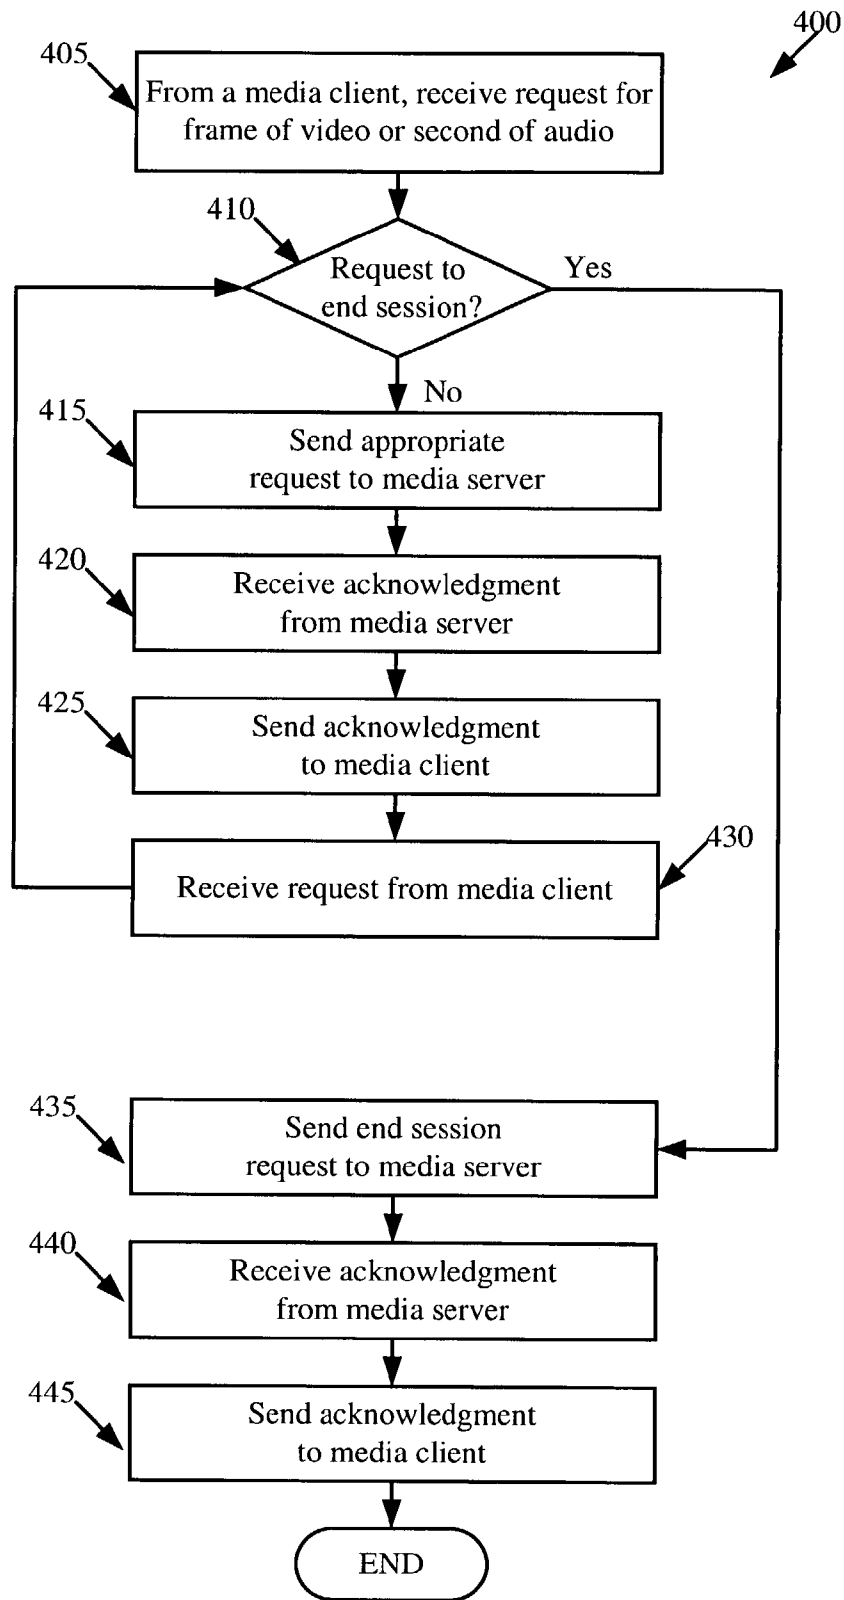 400
405
From a media client, receive request for
frame of video or second of audio
410
Request to
end session?
Yes
No
415
Send appropriate
request to media server
420
Receive acknowledgment
from media server
425
Send acknowledgment
to media client
430
Receive request from media client
435
Send end session
request to media server
440
Receive acknowledgment
from media server
445
Send acknowledgment
to media client
END